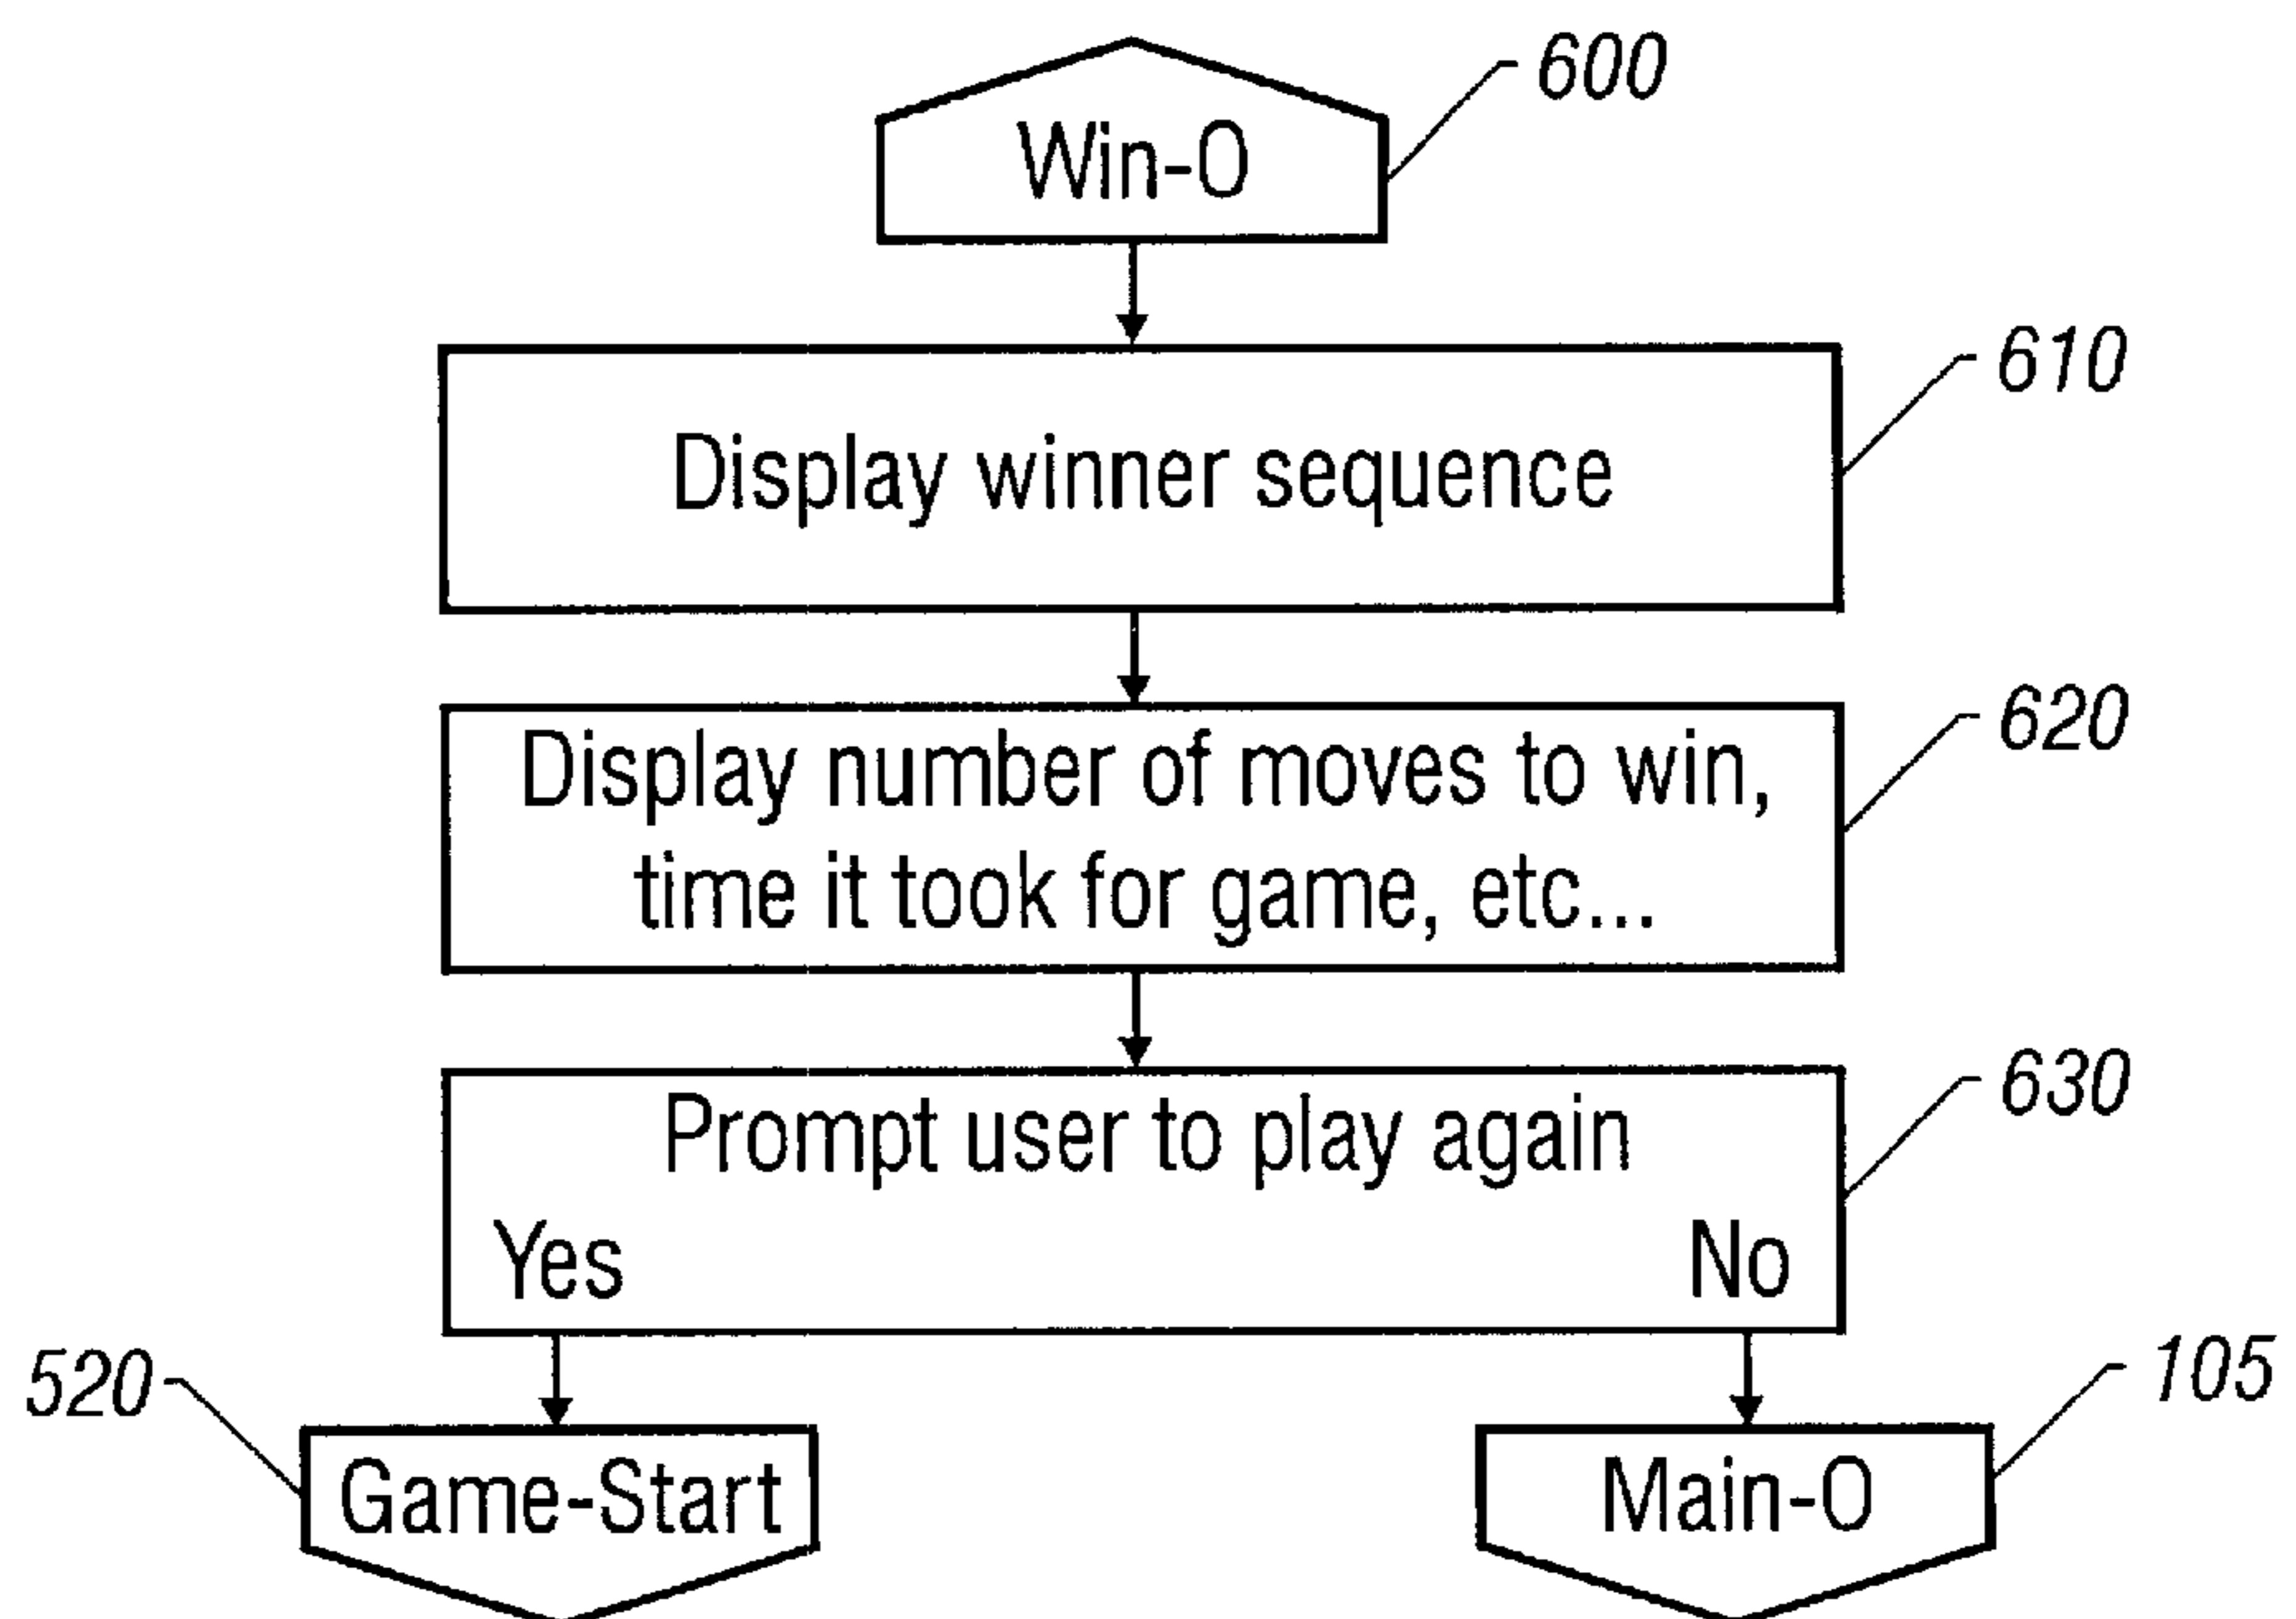 600
Win-O
610
Display winner sequence
620
Display number of moves to win,
time it took for game, etc...
630
Prompt user to play again
Yes No
520
105
Game-Start
Main-O